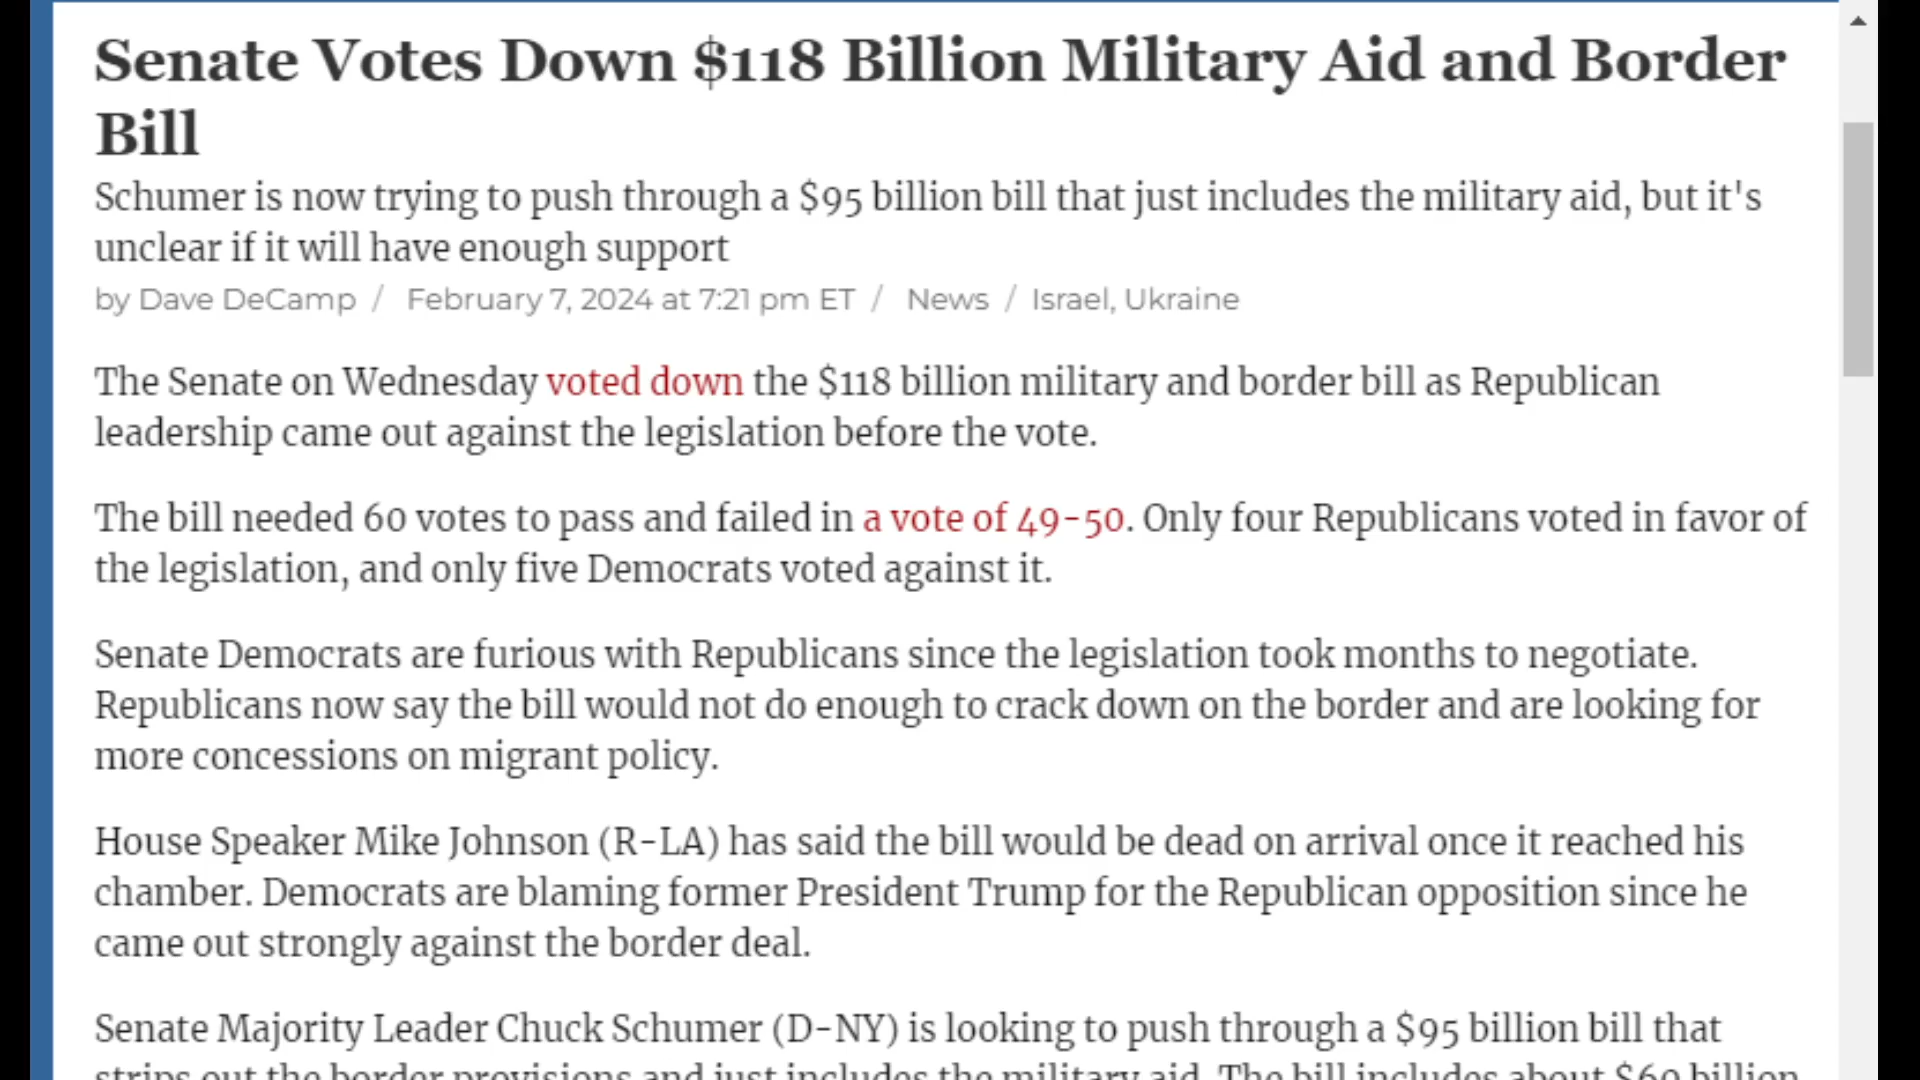 Senate Votes Down $118 Billion Military Aid and Border
Bill
Schumer is now trying to push through a $95 billion bill that just includes the military aid, but it's
unclear if it will have enough support
by Dave DeCamp / February 7, 2024 at 7:21 pm ET / News / Israel, Ukraine
The Senate on Wednesday voted down the $118 billion military and border bill as Republican
leadership came out against the legislation before the vote.
The bill needed 60 votes to pass and failed in a vote of 49-50. Only four Republicans voted in favor of
the legislation, and only five Democrats voted against it.
Senate Democrats are furious with Republicans since the legislation took months to negotiate.
Republicans now say the bill would not do enough to crack down on the border and are looking for
more concessions on migrant policy.
House Speaker Mike Johnson (R-LA) has said the bill would be dead on arrival once it reached his
chamber. Democrats are blaming former President Trump for the Republican opposition since he
came out strongly against the border deal.
Senate Majority Leader Chuck Schumer (D-NY) is looking to push through a $95 billion bill that
strips out the border provisions and just includes the military aid. The bill includes about $60 billion